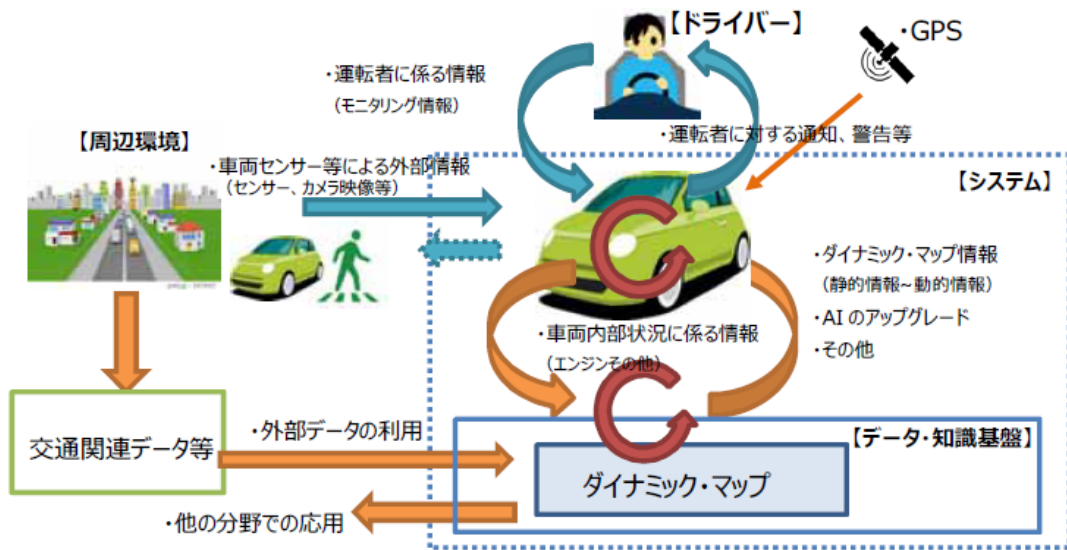 【ドライバー】
・GPS
・運転者に係る情報
（モニタリング情報）
・運転者に対する通知、警告等
【周辺環境】
・車両センサー等による外部情報
（センサー、カメラ映像等）
【システム】
・ダイナミック・マップ情報
（静的情報~動的情報）
・AI のアップグレード
・その他
・車両内部状況に係る情報
（エンジンその他）
交通関連データ等
・外部データの利用
【データ・知識基盤】
ダイナミック・マップ
・他の分野での応用